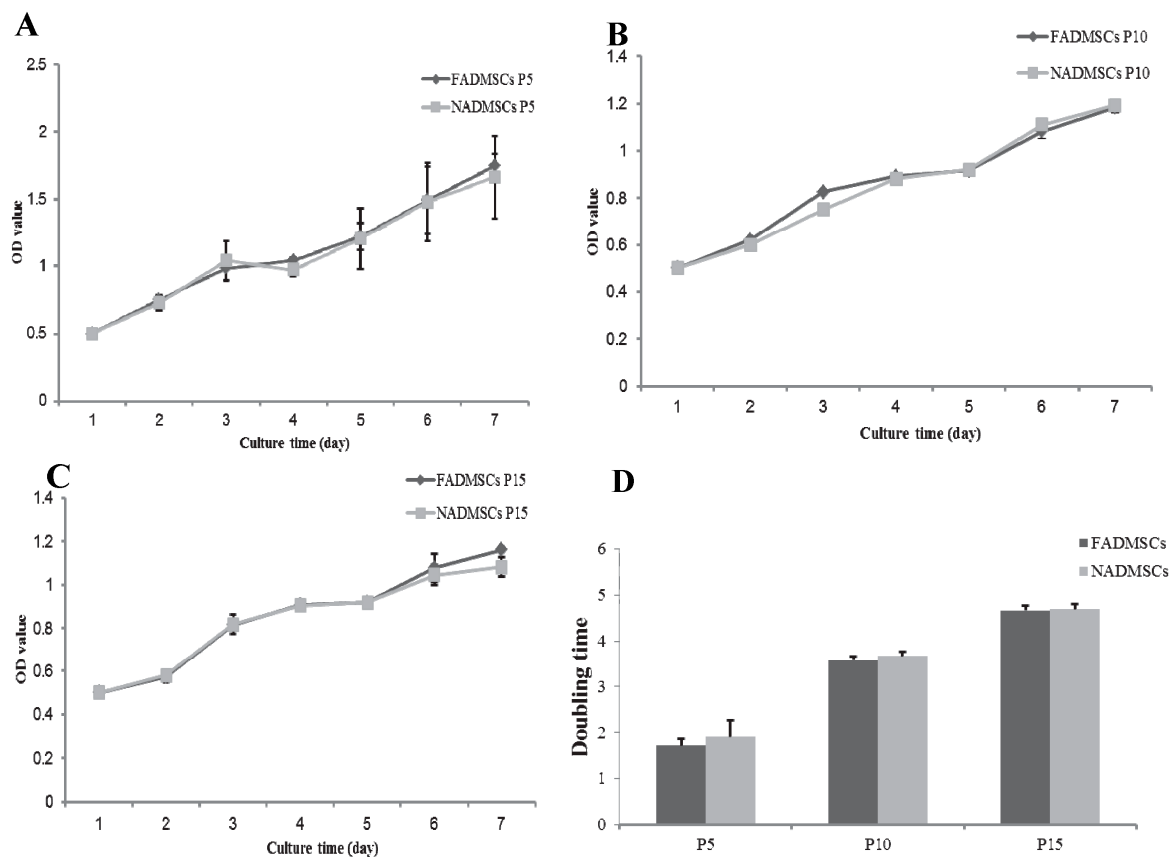 A
FADMSCs P5
NADMSCs P5
2.5
2
1.5
1
0.5
0
OD value
1 2 3 4 5 6 7
Culture time (day)
B
FADMSCs P10
NADMSCs P10
1.4
1.2
1
0.8
0.6
0.4
0.2
0
OD value
1 2 3 4 5 6 7
Culture time (day)
C
FADMSCs P15
NADMSCs P15
1.4
1.2
1
0.8
0.6
0.4
0.2
0
OD value
1 2 3 4 5 6 7
Culture time (day)
D
FADMSCs
NADMSCs
6
5
4
3
2
1
0
Doubling time
P5 P10 P15